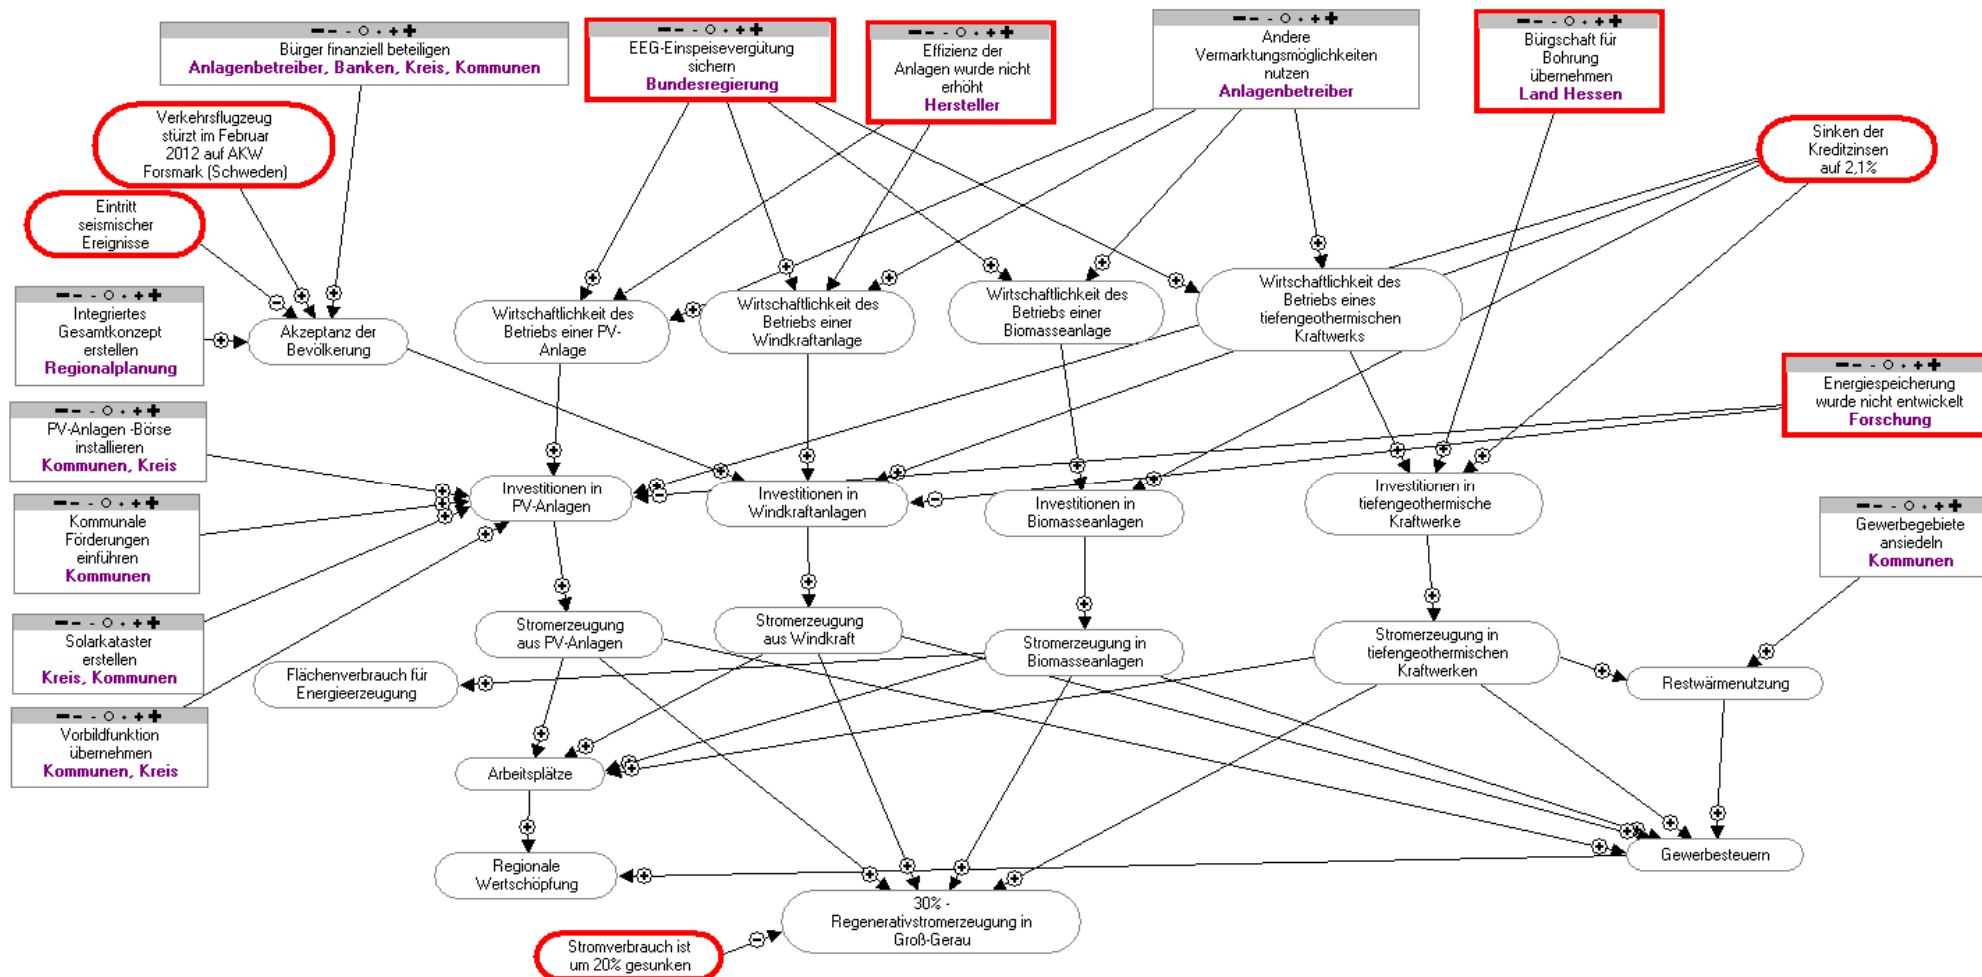 Bürger finanziell beteiligen
Anlagenbetreiber, Banken, Kreis, Kommunen
EEG-Einspeisevergütung
sichern
Bundesregierung
Effizienz der
Anlagen wurde nicht
erhöht
Hersteller
Andere
Vermarktungsmöglichkeiten
nutzen
Anlagenbetreiber
Bürgschaft für
Bohrung
übernehmen
Land Hessen
Verkehrsflugzeug
stürzt im Februar
2012 auf AKW
Forsmark (Schweden)
Sinken der
Kreditzinsen
auf 2,1%
Eintritt
seismischer
Ereignisse
Integriertes
Gesamtkonzept
erstellen
Regionalplanung
Akzeptanz der
Bevölkerung
Wirtschaftlichkeit des
Betriebs einer PV-
Anlage
Wirtschaftlichkeit des
Betriebs einer
Windkraftanlage
Wirtschaftlichkeit des
Betriebs einer
Biomasseanlage
Wirtschaftlichkeit des
Betriebs eines
tiefengeothermischen
Kraftwerks
Energiespeicherung
wurde nicht entwickelt
Forschung
PV-Anlagen -Börse
installieren
Kommunen, Kreis
Investitionen in
PV-Anlagen
Investitionen in
Windkraftanlagen
Investitionen in
Biomasseanlagen
Investitionen in
tiefengeothermische
Kraftwerke
Kommunale
Förderungen
einführen
Kommunen
Gewerbegebiete
ansiedeln
Kommunen
Solarkataster
erstellen
Kreis, Kommunen
Stromerzeugung
aus PV-Anlagen
Stromerzeugung
aus Windkraft
Stromerzeugung in
Biomasseanlagen
Stromerzeugung in
tiefengeothermischen
Kraftwerken
Flächenverbrauch für
Energieerzeugung
Restwärmenutzung
Vorbildfunktion
übernehmen
Kommunen, Kreis
Arbeitsplätze
Regionale
Wertschöpfung
Gewerbesteuern
30% -
Regenerativstromerzeugung in
Groß-Gerau
Stromverbrauch ist
um 20% gesunken